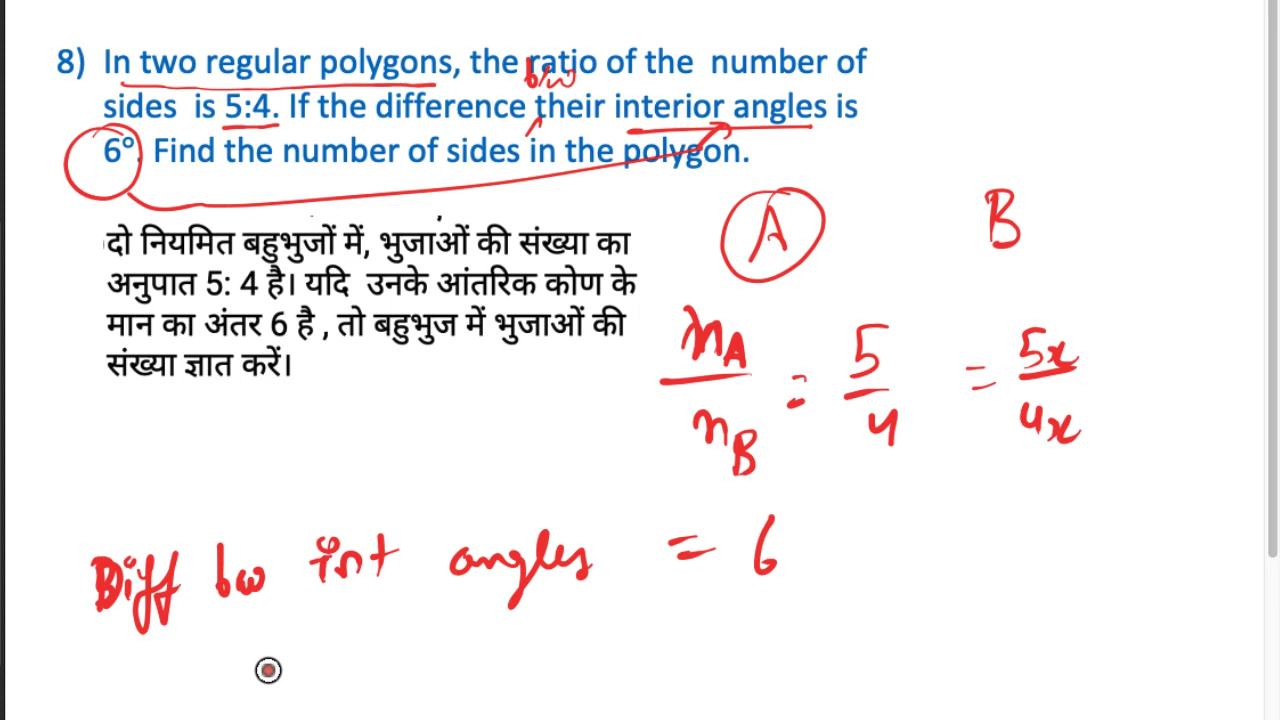 8) In two regular polygons, the ratio of the number of
b/w
sides is 5:4. If the difference their interior angles is
6°. Find the number of sides in the polygon.
दो नियमित बहुभुजों में, भुजाओं की संख्या का
अनुपात 5: 4 है। यदि उनके आंतरिक कोण के
मान का अंतर 6 है , तो बहुभुज में भुजाओं की
संख्या ज्ञात करें।
A B
nA / nB = 5 / 4 = 5x / 4x
Diff bw int angles = 6